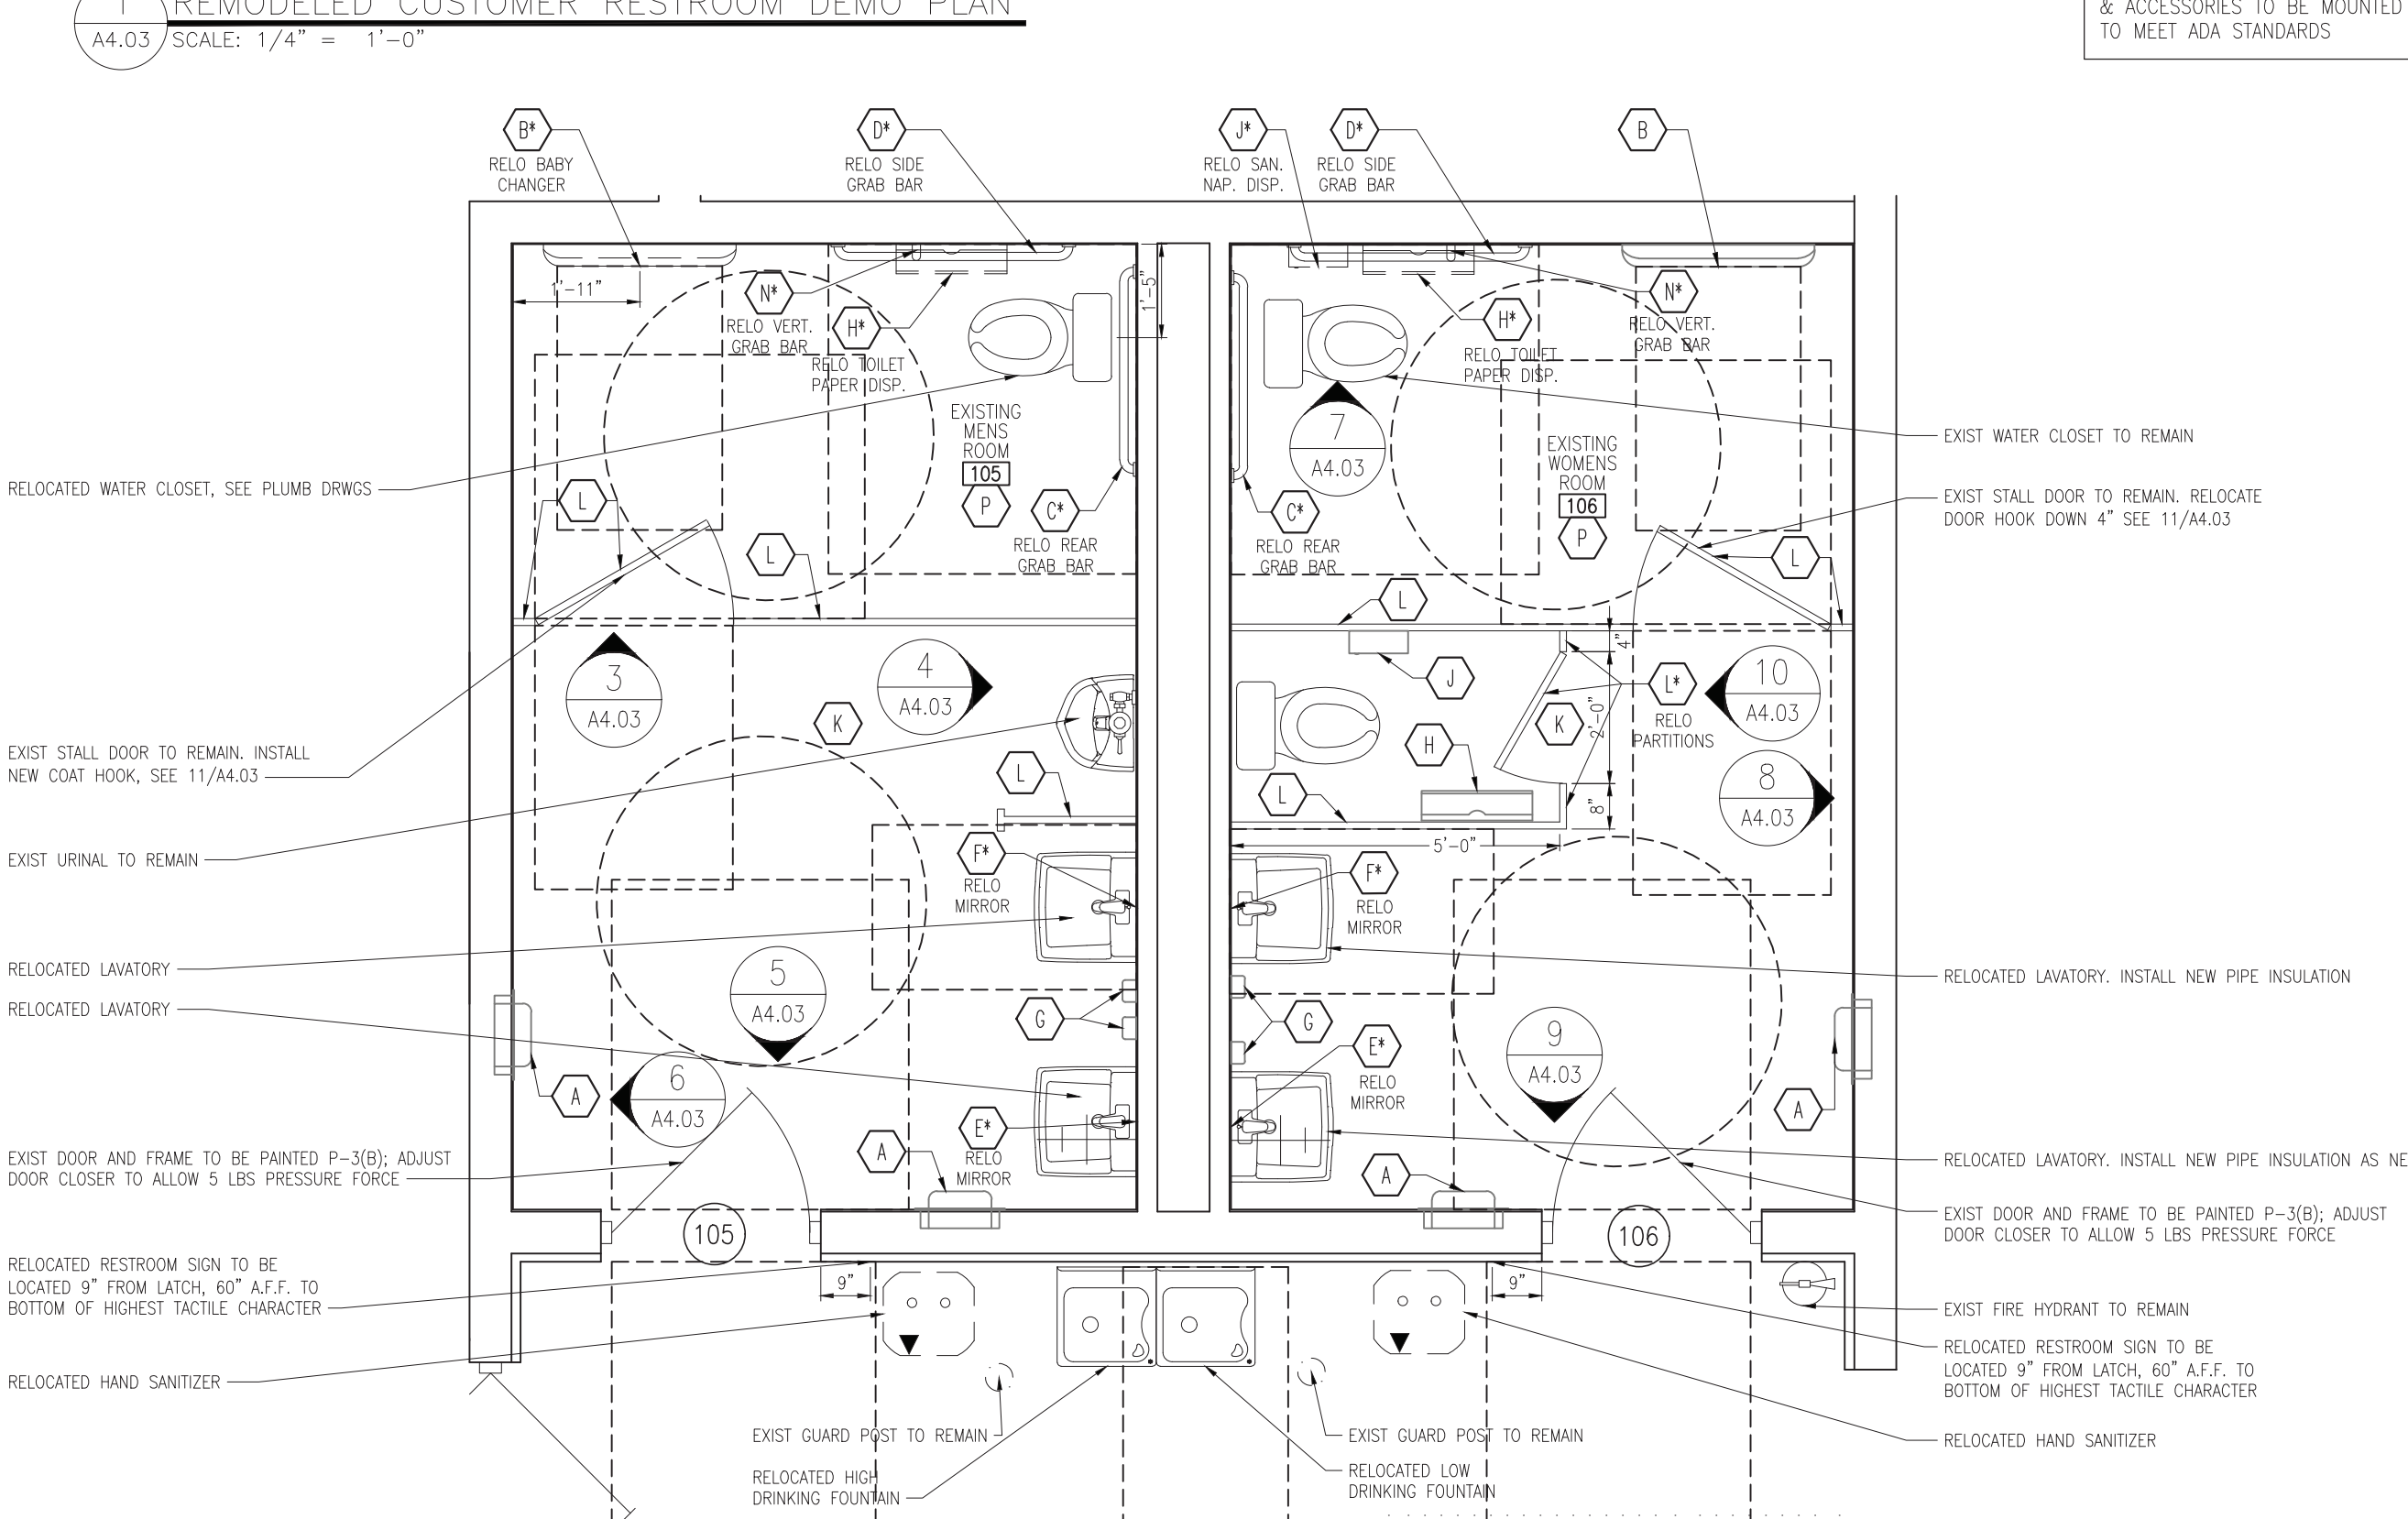 1
REMODELED CUSTOMER RESTROOM DEMO PLAN
A4.03
SCALE: 1/4" = 1'-0"
& ACCESSORIES TO BE MOUNTED
TO MEET ADA STANDARDS
B*
RELO BABY
CHANGER
D*
RELO SIDE
GRAB BAR
J*
RELO SAN.
NAP. DISP.
D*
RELO SIDE
GRAB BAR
B
1'-11"
N*
RELO VERT.
GRAB BAR
H*
RELO TOILET
PAPER DISP.
1'-5"
H*
RELO TOILET
PAPER DISP.
N*
RELO VERT.
GRAB BAR
EXISTING
MENS
ROOM
105
P
C*
RELO REAR
GRAB BAR
7
A4.03
C*
RELO REAR
GRAB BAR
EXISTING
WOMENS
ROOM
106
P
EXIST WATER CLOSET TO REMAIN
RELOCATED WATER CLOSET, SEE PLUMB DRWGS
L
L
EXIST STALL DOOR TO REMAIN. RELOCATE
DOOR HOOK DOWN 4" SEE 11/A4.03
L
L
3
A4.03
4
A4.03
K
J
4"
L*
RELO
PARTITIONS
10
A4.03
K
2'-0"
H
L
8"
8
A4.03
EXIST STALL DOOR TO REMAIN. INSTALL
NEW COAT HOOK, SEE 11/A4.03
L
EXIST URINAL TO REMAIN
5'-0"
F*
RELO
MIRROR
F*
RELO
MIRROR
RELOCATED LAVATORY
RELOCATED LAVATORY. INSTALL NEW PIPE INSULATION
RELOCATED LAVATORY
5
A4.03
G
G
9
A4.03
E*
RELO
MIRROR
6
A4.03
A
A
E*
RELO
MIRROR
A
A
EXIST DOOR AND FRAME TO BE PAINTED P-3(B); ADJUST
DOOR CLOSER TO ALLOW 5 LBS PRESSURE FORCE
RELOCATED LAVATORY. INSTALL NEW PIPE INSULATION AS NE
EXIST DOOR AND FRAME TO BE PAINTED P-3(B); ADJUST
DOOR CLOSER TO ALLOW 5 LBS PRESSURE FORCE
105
106
RELOCATED RESTROOM SIGN TO BE
LOCATED 9" FROM LATCH, 60" A.F.F. TO
BOTTOM OF HIGHEST TACTILE CHARACTER
9"
9"
EXIST FIRE HYDRANT TO REMAIN
RELOCATED RESTROOM SIGN TO BE
LOCATED 9" FROM LATCH, 60" A.F.F. TO
BOTTOM OF HIGHEST TACTILE CHARACTER
RELOCATED HAND SANITIZER
EXIST GUARD POST TO REMAIN
EXIST GUARD POST TO REMAIN
RELOCATED HAND SANITIZER
RELOCATED HIGH
DRINKING FOUNTAIN
RELOCATED LOW
DRINKING FOUNTAIN